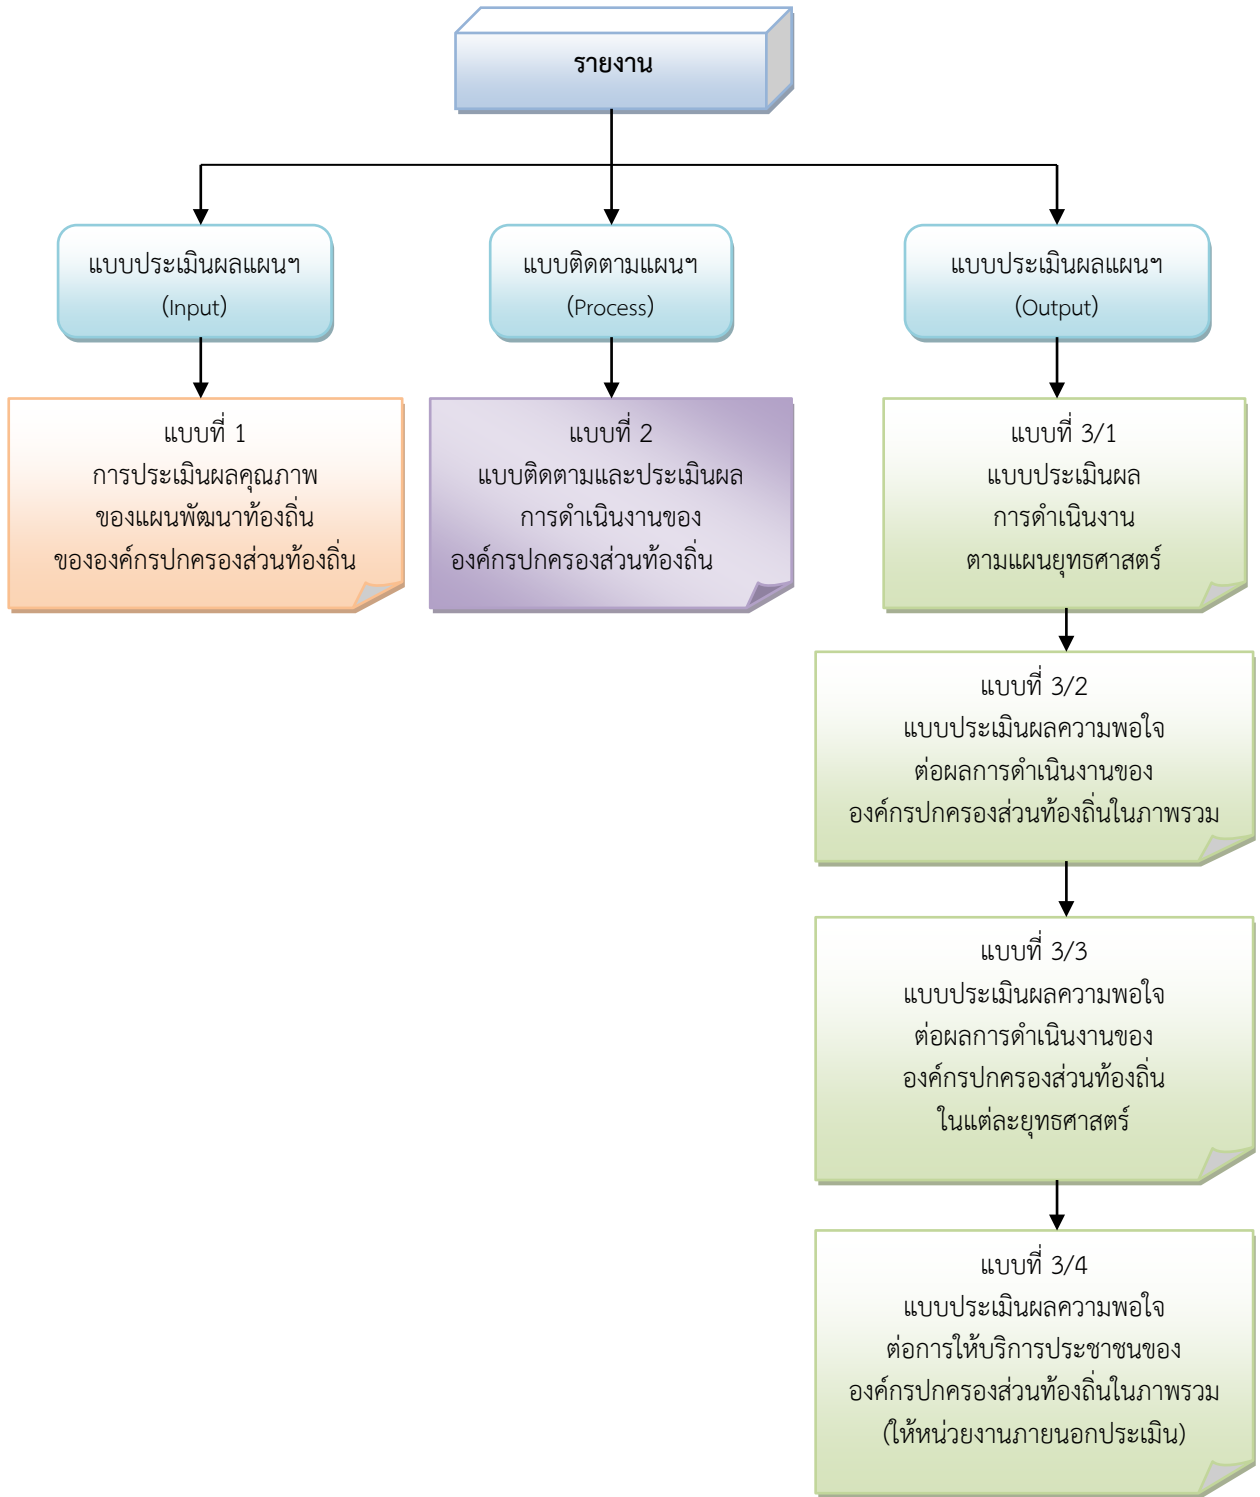 รายงาน
แบบประเมินผลแผนฯ
(Input)
แบบติดตามแผนฯ
(Process)
แบบประเมินผลแผนฯ
(Output)
แบบที่ 1
การประเมินผลคุณภาพ
ของแผนพัฒนาท้องถิ่น
ขององค์กรปกครองส่วนท้องถิ่น
แบบที่ 2
แบบติดตามและประเมินผล
การดำเนินงานของ
องค์กรปกครองส่วนท้องถิ่น
แบบที่ 3/1
แบบประเมินผล
การดำเนินงาน
ตามแผนยุทธศาสตร์
แบบที่ 3/2
แบบประเมินผลความพอใจ
ต่อผลการดำเนินงานของ
องค์กรปกครองส่วนท้องถิ่นในภาพรวม
แบบที่ 3/3
แบบประเมินผลความพอใจ
ต่อผลการดำเนินงานของ
องค์กรปกครองส่วนท้องถิ่น
ในแต่ละยุทธศาสตร์
แบบที่ 3/4
แบบประเมินผลความพอใจ
ต่อการให้บริการประชาชนของ
องค์กรปกครองส่วนท้องถิ่นในภาพรวม
(ให้หน่วยงานภายนอกประเมิน)